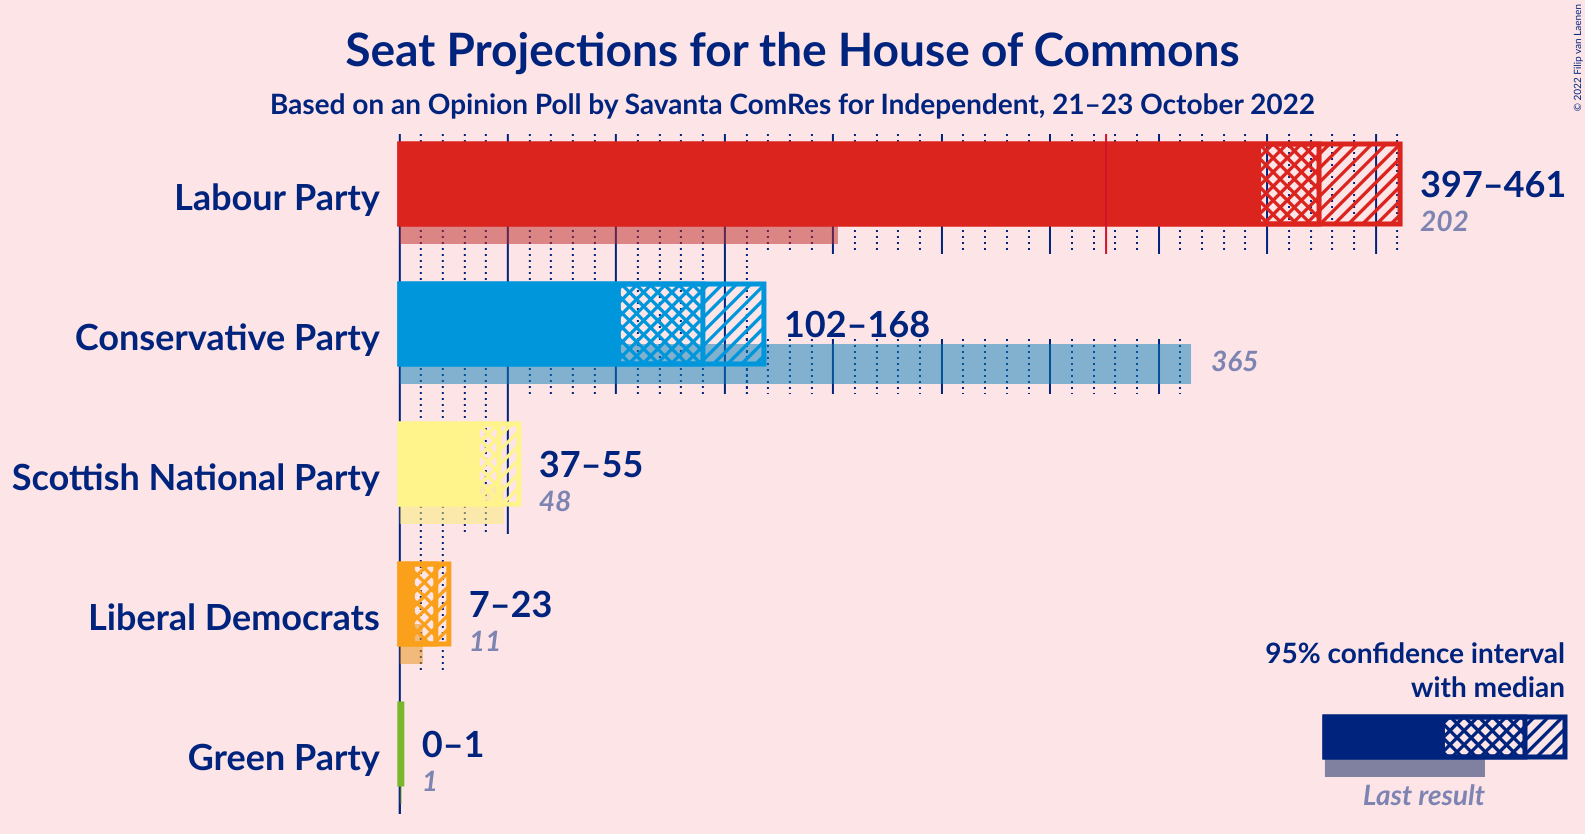 Seat Projections for the House of Commons
Based on an Opinion Poll by Savanta ComRes for Independent, 21–23 October 2022
© 2022 Filip van Laenen
Labour Party
397–461
202
Conservative Party
102–168
365
Scottish National Party
37–55
48
Liberal Democrats
7–23
11
Green Party
0–1
1
95% confidence interval
with median
Last result